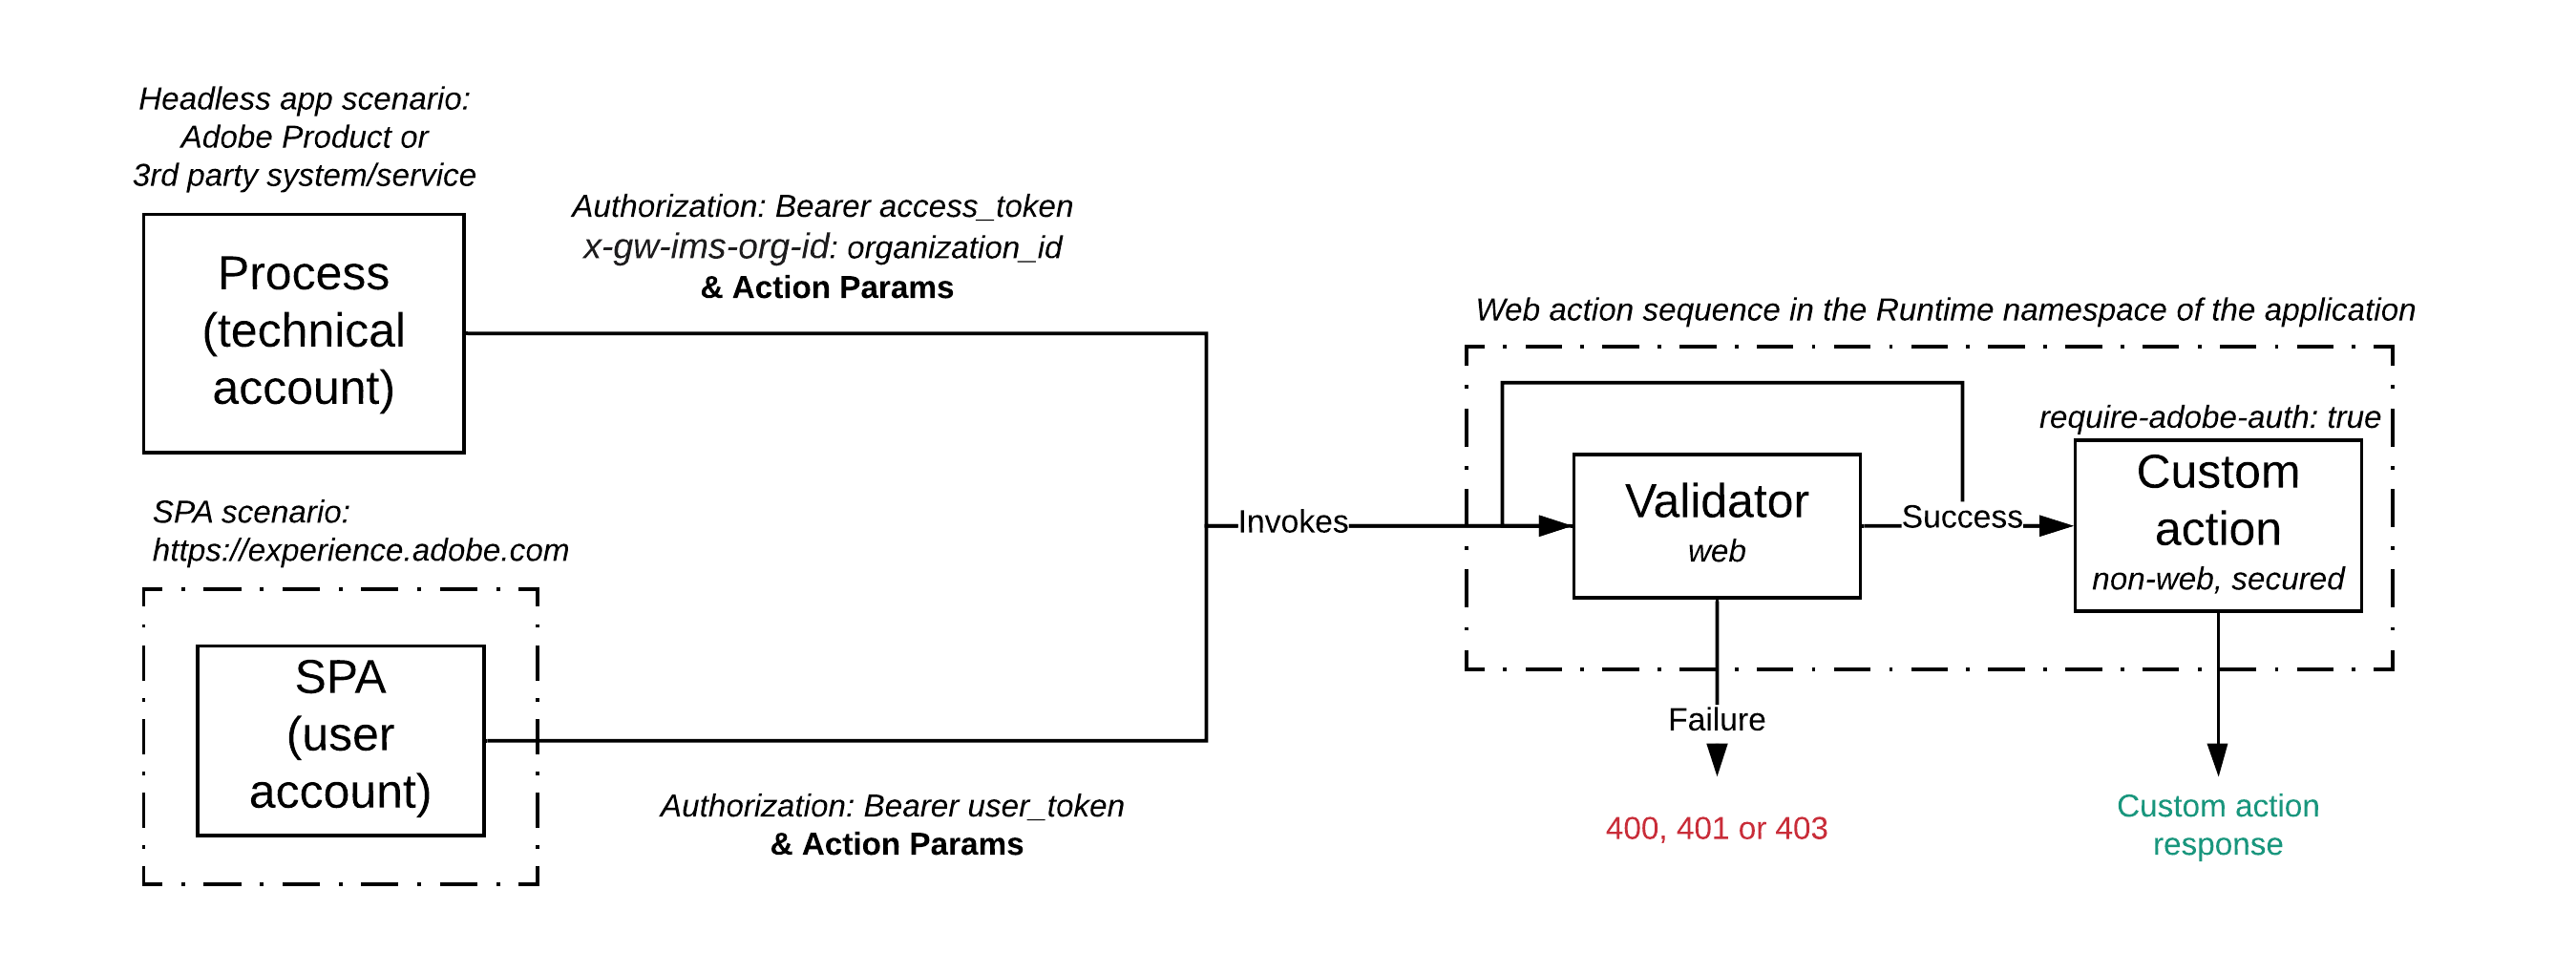 Headless app scenario:
Adobe Product or
3rd party system/service
Process
(technical
account)
Authorization: Bearer access_token
x-gw-ims-org-id: organization_id
& Action Params
SPA scenario:
https://experience.adobe.com
SPA
(user
account)
Authorization: Bearer user_token
& Action Params
Invokes
Web action sequence in the Runtime namespace of the application
Validator
web
Success
require-adobe-auth: true
Custom
action
non-web, secured
Failure
400, 401 or 403
Custom action
response